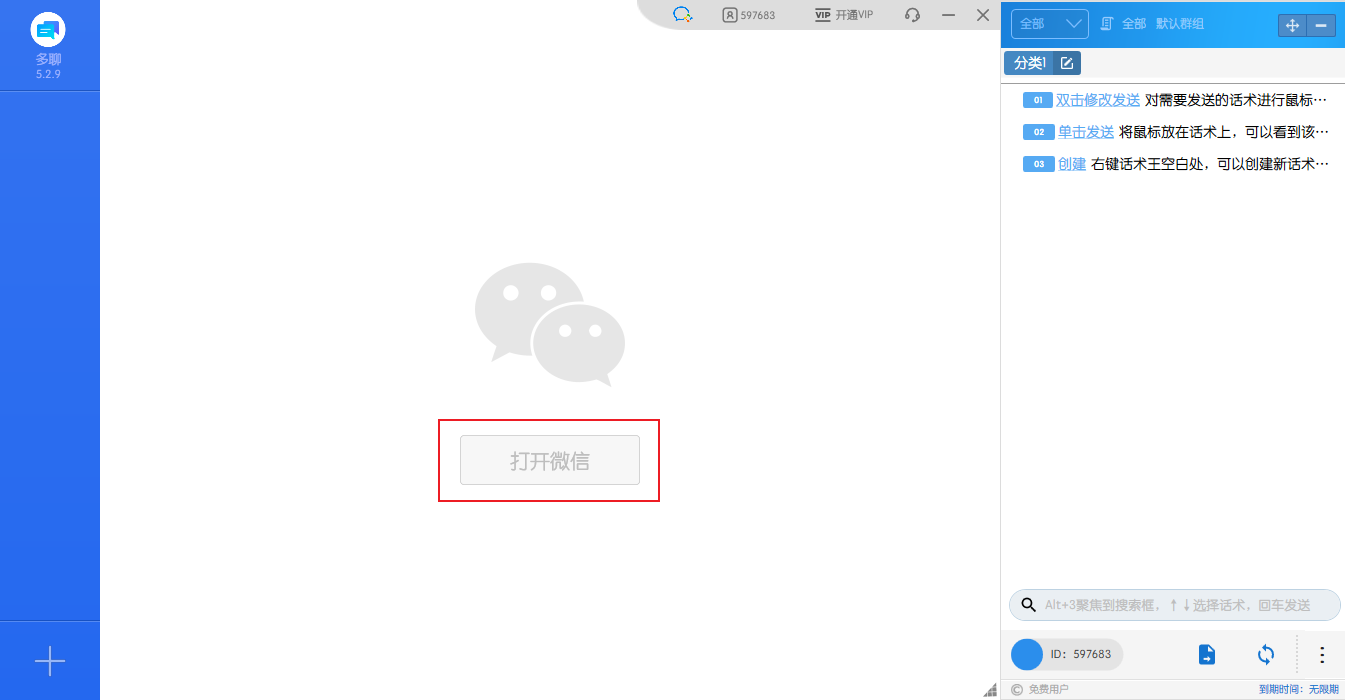 多聊
5.2.9
597683
VIP 开通VIP
打开微信
全部 全部 默认群组
分类1
01 双击修改发送 对需要发送的话术进行鼠标···
02 单击发送 将鼠标放在话术上，可以看到该···
03 创建 右键话术王空白处，可以创建新话术···
Alt+3聚焦到搜索框，↑↓选择话术，回车发送
ID：597683
© 免费用户 到期时间：无限期